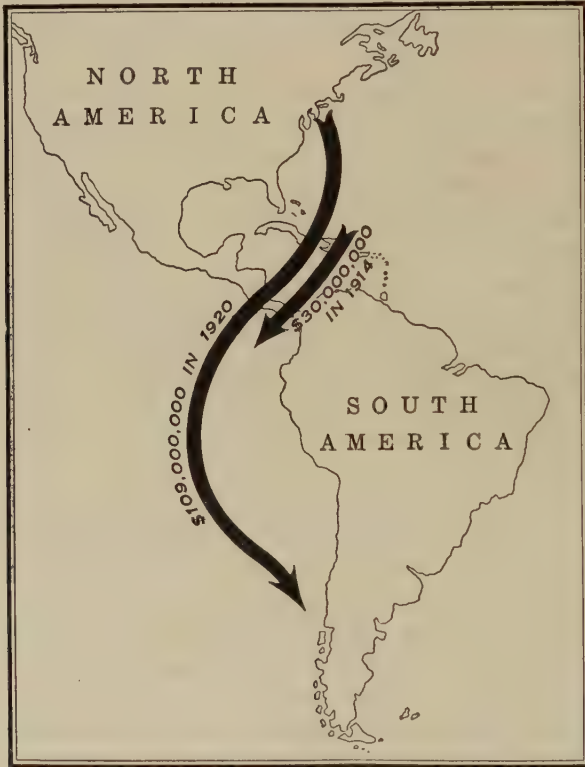 NORTH
AMERICA
$30,000,000
IN 1914
$109,000,000 IN 1920
SOUTH
AMERICA